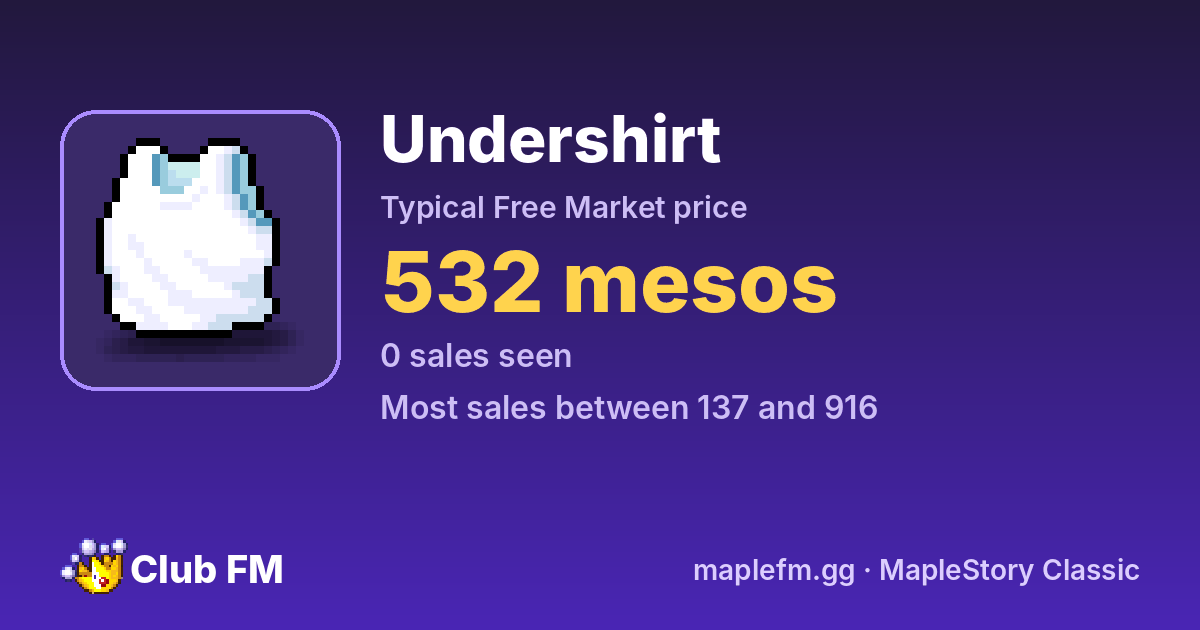 Undershirt
Typical Free Market price
532 mesos
0 sales seen
Most sales between 137 and 916
Club FM
maplefm.gg · MapleStory Classic